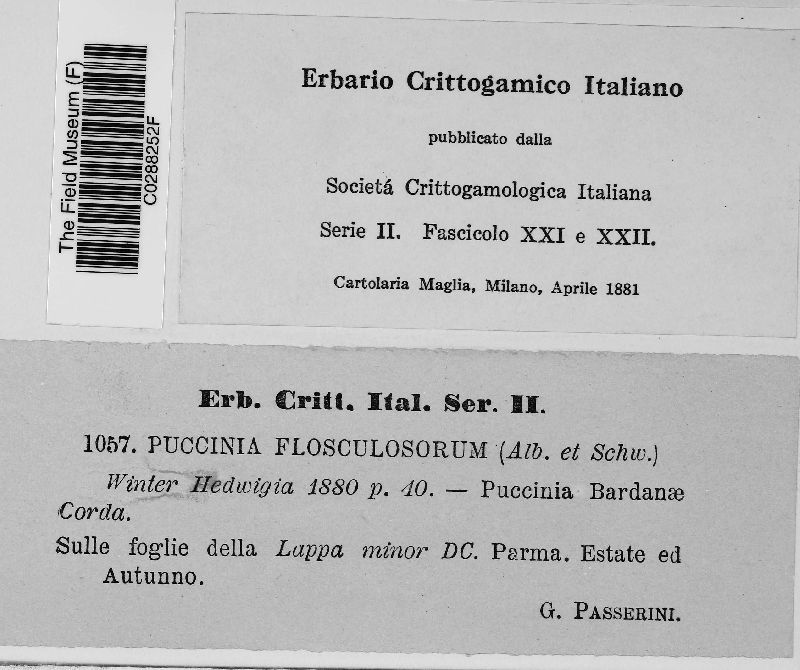 The Field Museum (F)
C0288252F
Erbario Crittogamico Italiano
pubblicato dalla
Societá Crittogamologica Italiana
Serie II. Fascicolo XXI e XXII.
Cartolaria Maglia, Milano, Aprile 1881
Erb. Critt. Ital. Ser. II.
1057. PUCCINIA FLOSCULOSORUM (Alb. et Schw.)
Winter Hedwigia 1880 p. 40. — Puccinia Bardanæ
Corda.
Sulle foglie della Lappa minor DC. Parma. Estate ed
Autunno.
G. PASSERINI.